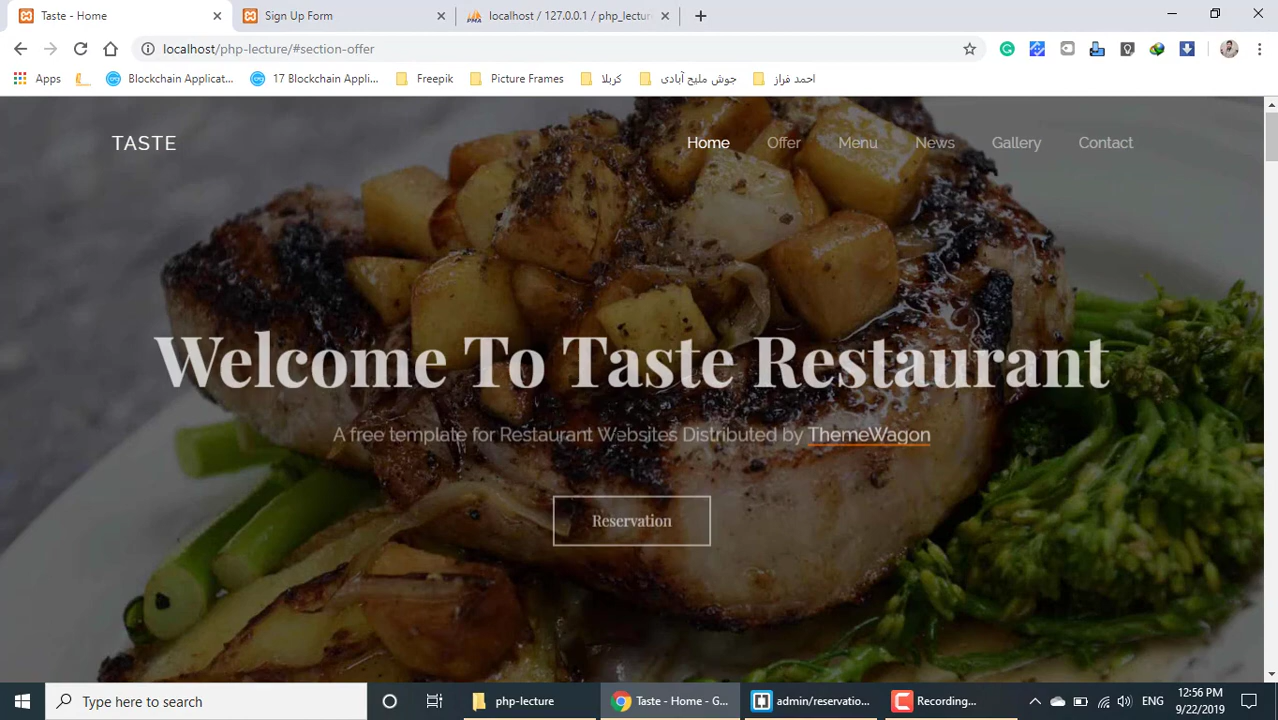 Taste - Home
Sign Up Form
localhost / 127.0.0.1 / php_lectur
localhost/php-lecture/#section-offer
Apps
Blockchain Applicat...
17 Blockchain Appli...
Freepik
Picture Frames
کربلا
جوش ملیح آبادی
احمد فراز
TASTE
Home
Offer
Menu
News
Gallery
Contact
Welcome To Taste Restaurant
A free template for Restaurant Websites Distributed by ThemeWagon
Reservation
Type here to search
php-lecture
Taste - Home - G...
admin/reservatio...
Recording...
ENG
12:56 PM
9/22/2019